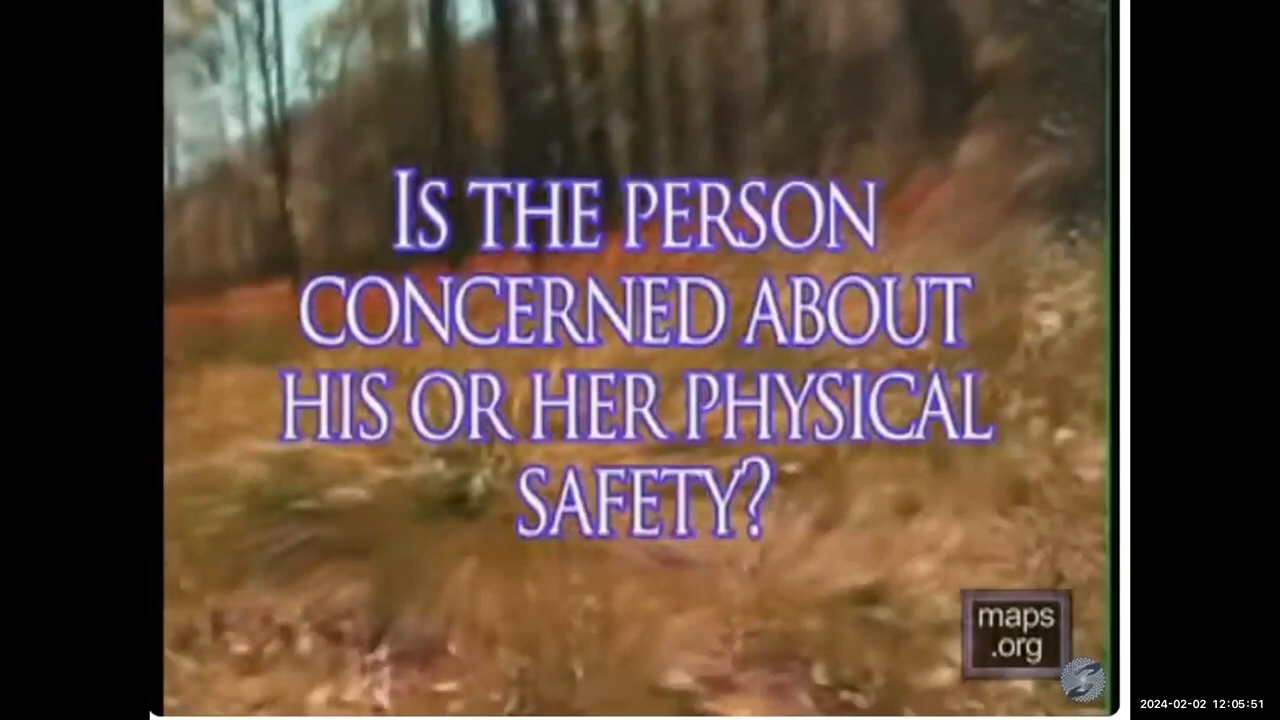 IS THE PERSON
CONCERNED ABOUT
HIS OR HER PHYSICAL
SAFETY?
maps
.org
2024-02-02 12:05:51